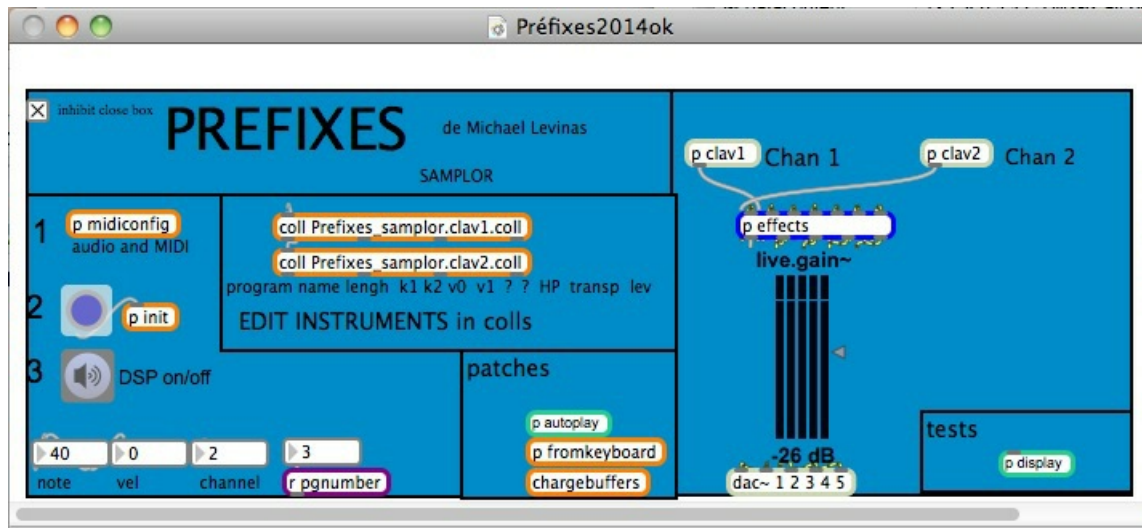 Préfixes2014ok
inhibit close box
PREFIXES
de Michael Levinas
SAMPLOR
p clav1
Chan 1
p clav2
Chan 2
1
p midiconfig
audio and MIDI
coll Prefixes_samplor.clav1.coll
coll Prefixes_samplor.clav2.coll
program name lengh k1 k2 v0 v1 ? ? HP transp lev
EDIT INSTRUMENTS in colls
p effects
live.gain~
2
p init
3
DSP on/off
patches
p autoplay
p fromkeyboard
chargebuffers
40
0
2
3
note
vel
channel
r pgnumber
-26 dB
dac~ 1 2 3 4 5
tests
p display